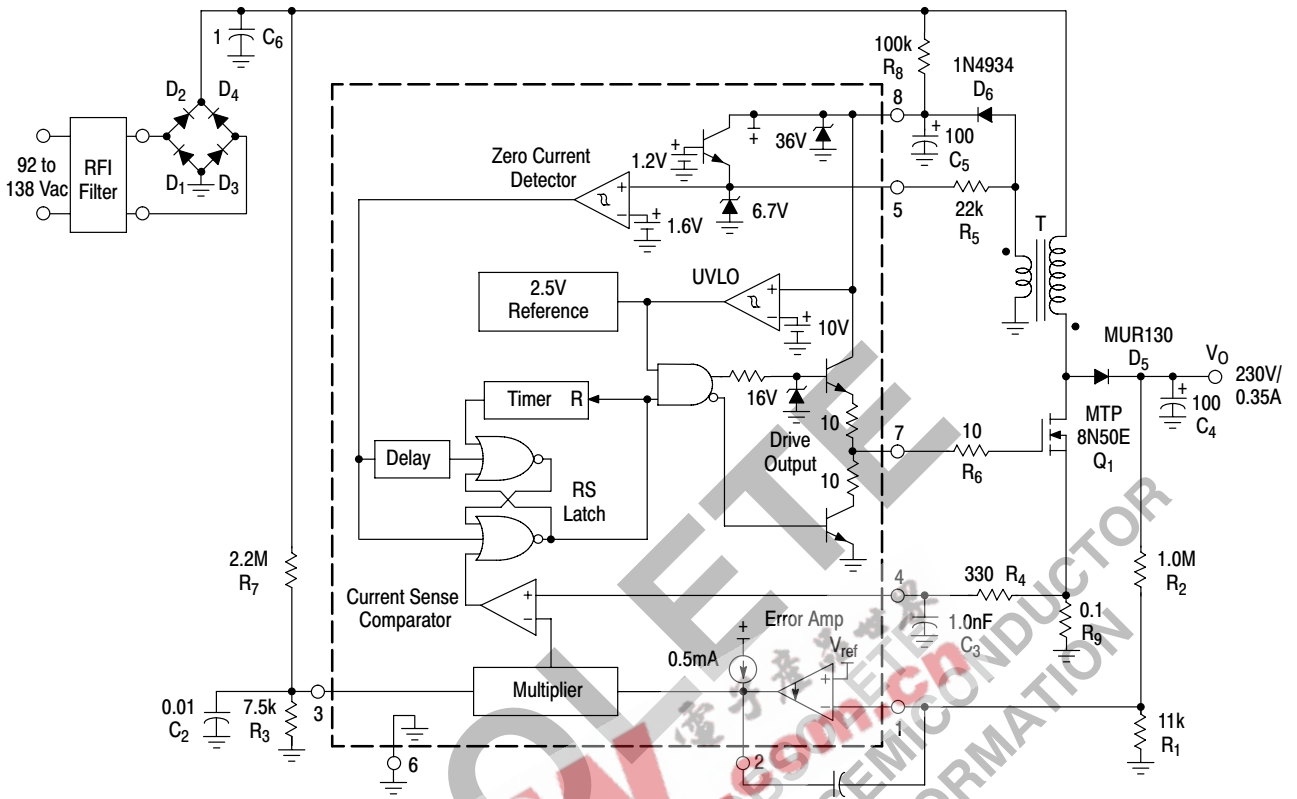 1
C6
100k
R8
1N4934
D6
D2
D4
92 to
138 Vac
RFI
Filter
D1
D3
8
100
C5
36V
1.2V
Zero Current
Detector
6.7V
1.6V
5
22k
R5
T
UVLO
2.5V
Reference
10V
MUR130
D5
VO
230V/
0.35A
100
C4
Timer R
16V
10
Drive
Output
10
7
10
R6
MTP
8N50E
Q1
Delay
RS
Latch
2.2M
R7
Current Sense
Comparator
4
330
R4
1.0nF
C3
0.1
R9
1.0M
R2
Error Amp
Vref
0.5mA
Multiplier
0.01
C2
7.5k
R3
3
1
11k
R1
6
2
OLETE
.com.cn
SEMICONDUCTOR